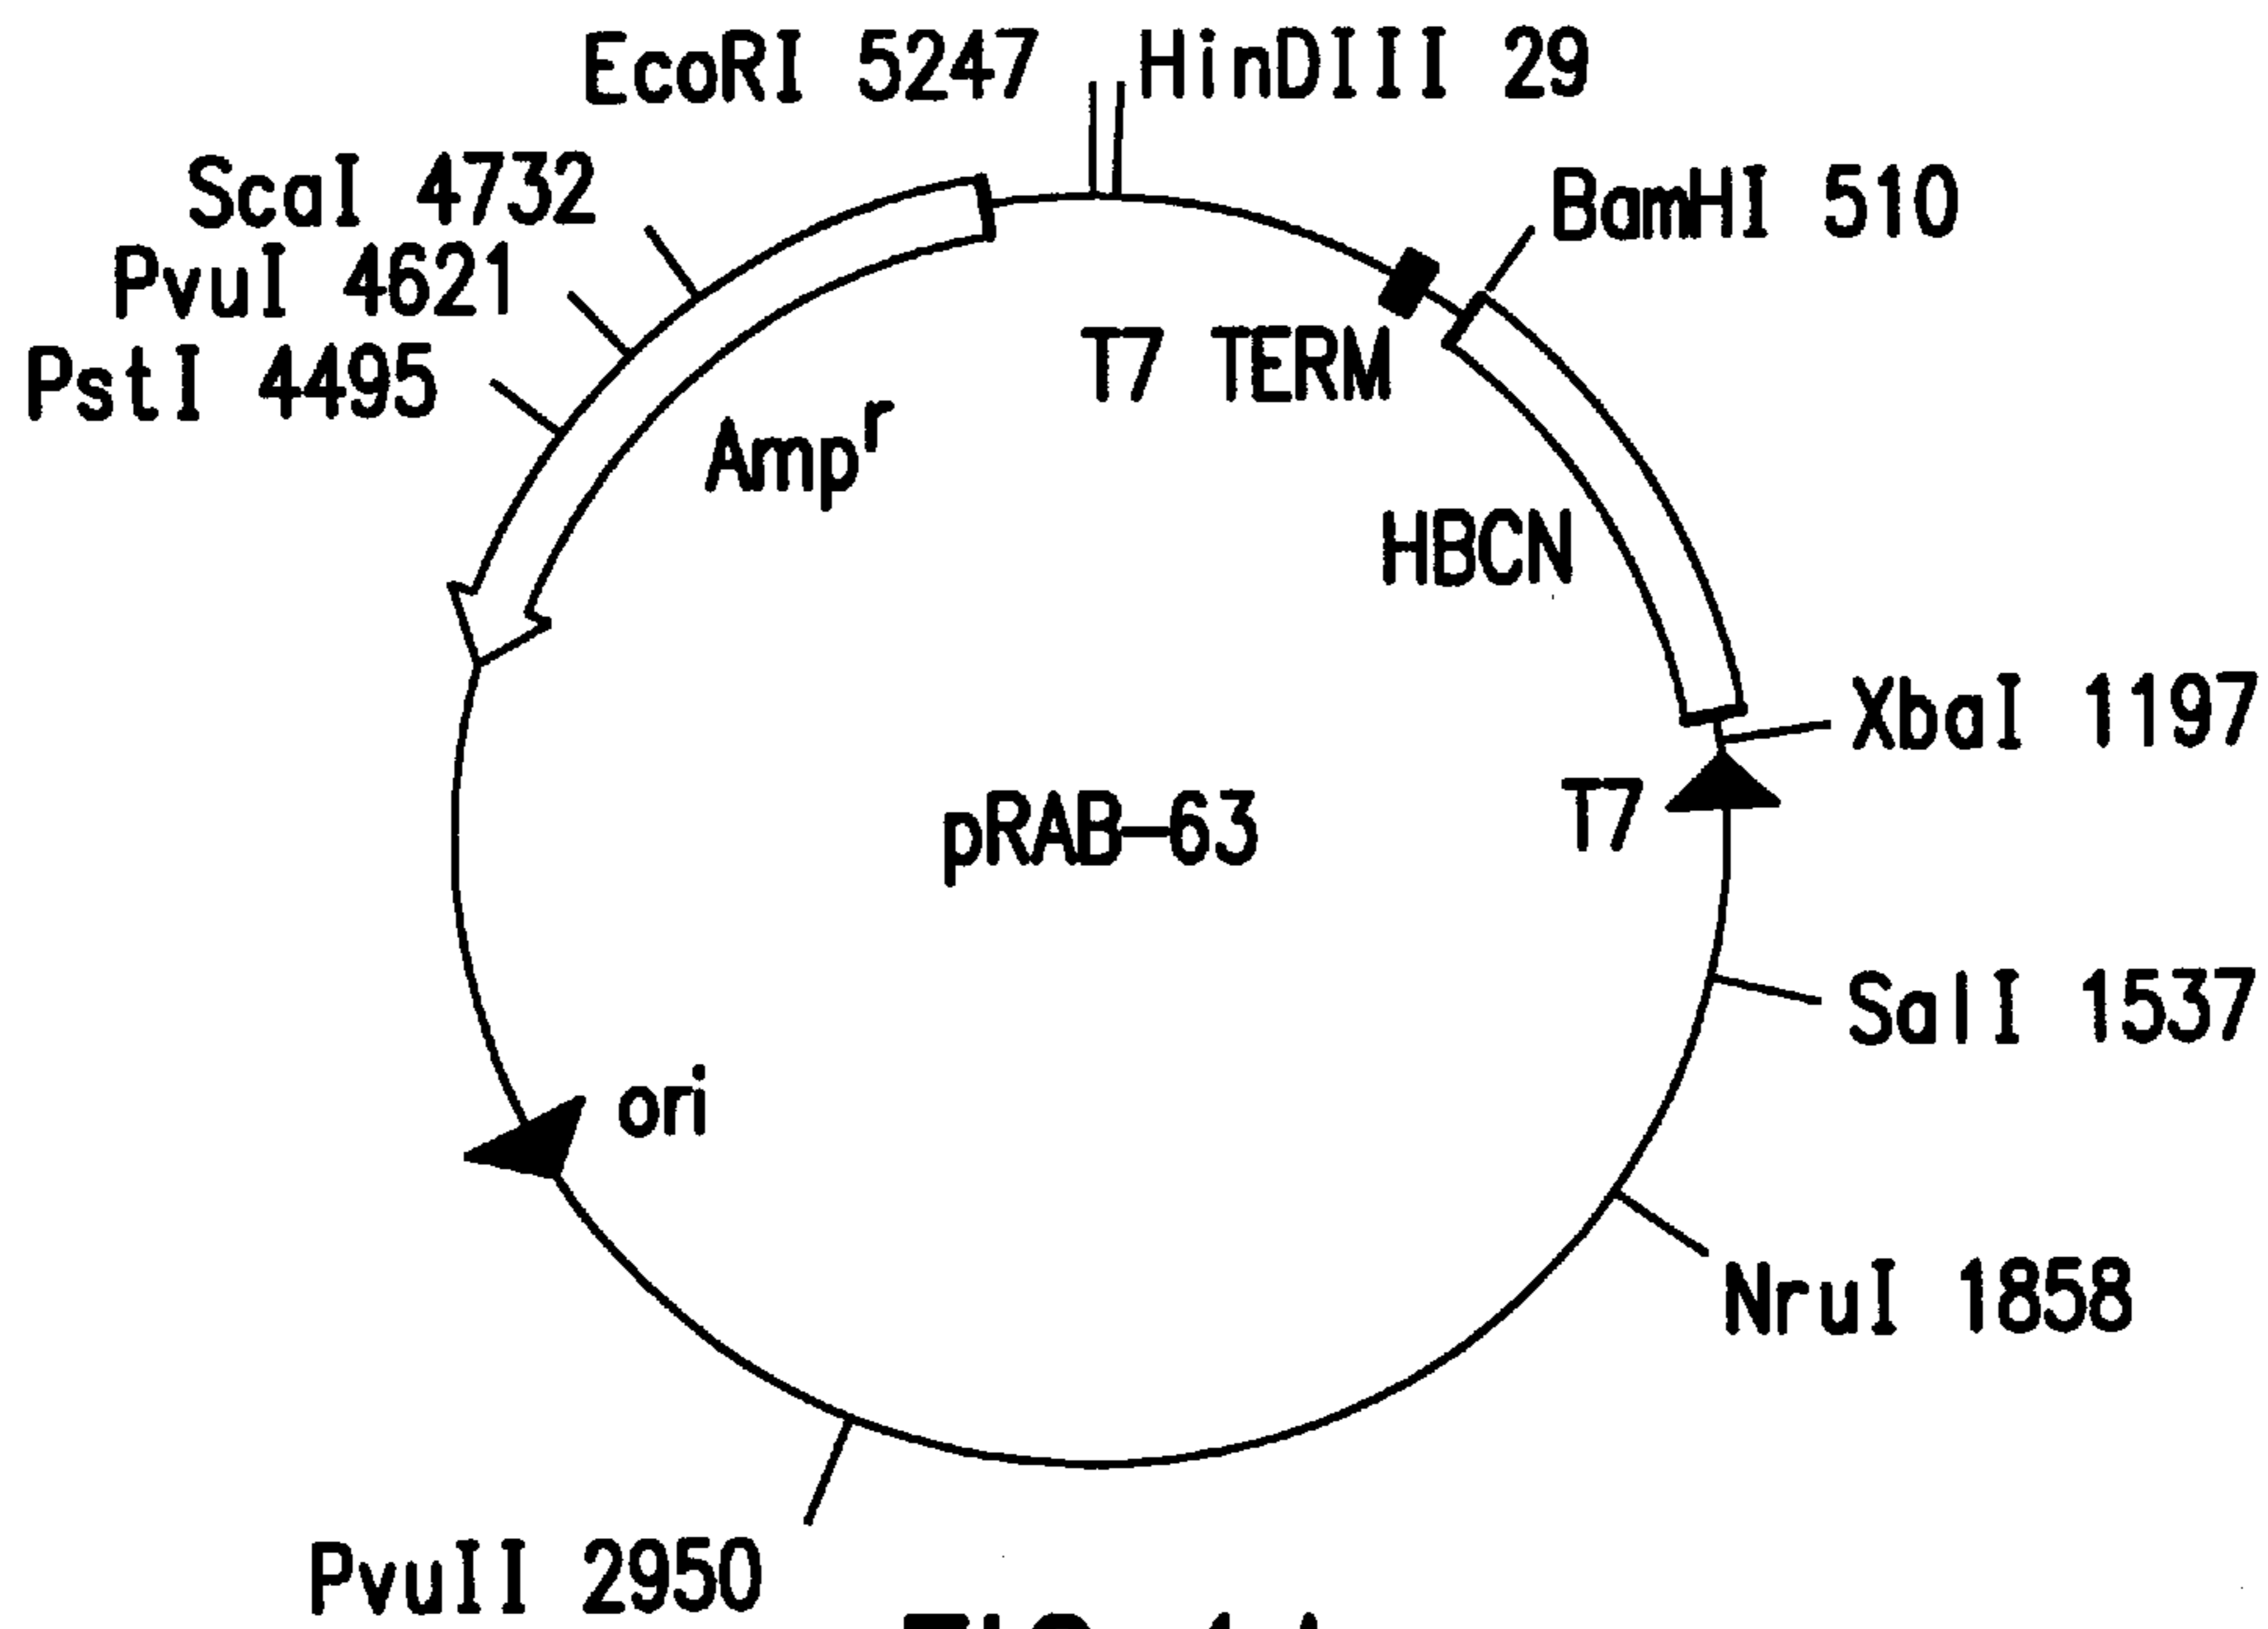 EcoRI 5247
HinDIII 29
ScaI 4732
BamHI 510
PvuI 4621
PstI 4495
T7 TERM
Ampr
HBCN
XbaI 1197
T7
pRAB-63
SalI 1537
ori
NruI 1858
PvuII 2950